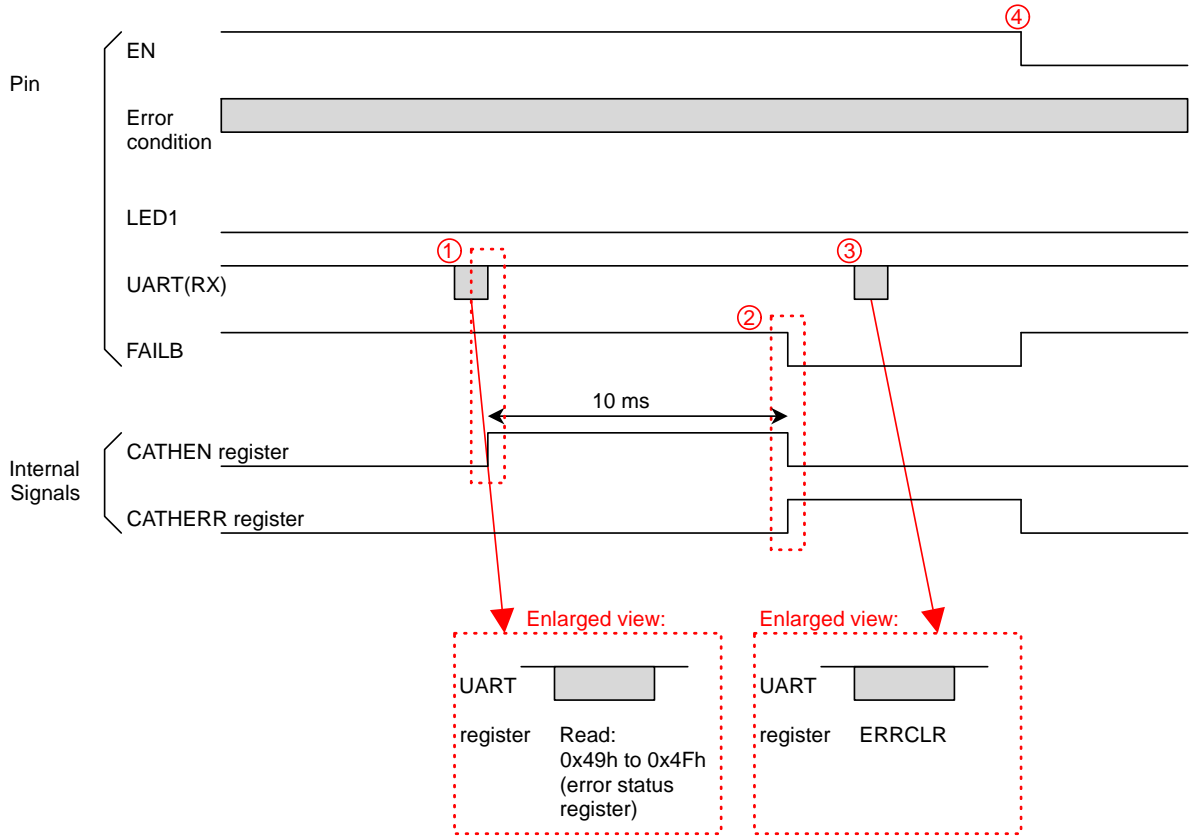 ④
EN
Pin
Error
condition
LED1
①
③
UART(RX)
②
FAILB
10 ms
CATHEN register
Internal
Signals
CATHERR register
Enlarged view:
UART
register
Read:
0x49h to 0x4Fh
(error status
register)
Enlarged view:
UART
register
ERRCLR